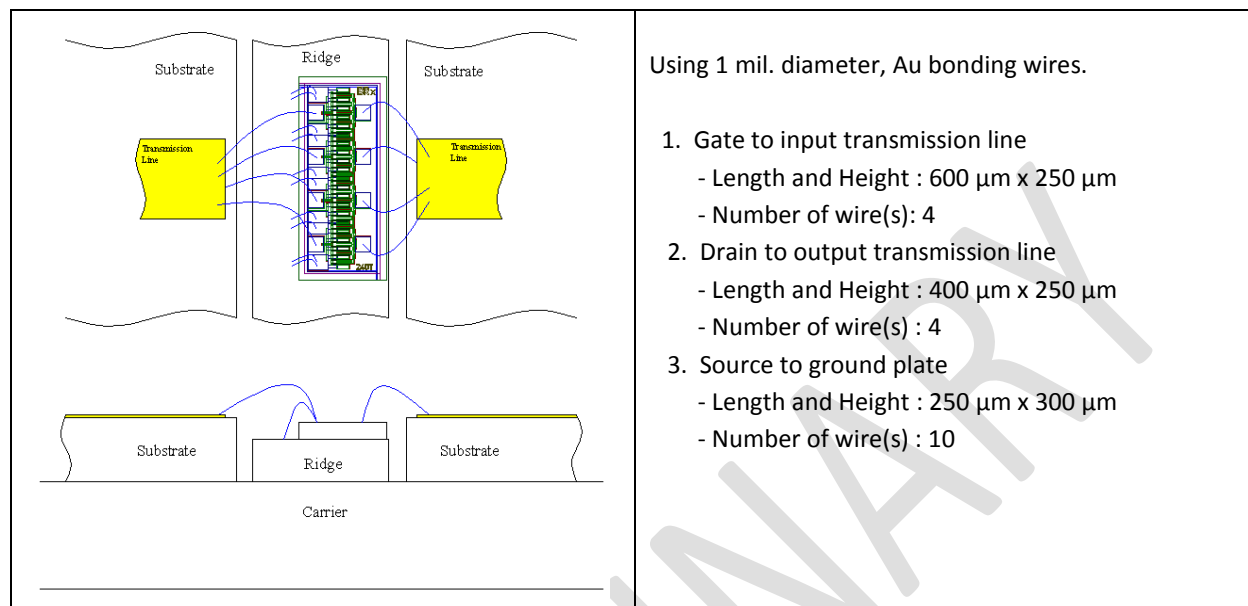 Ridge
Substrate
Substrate
Transmission
Line
Transmission
Line
Substrate
Ridge
Substrate
Carrier
Using 1 mil. diameter, Au bonding wires.
1. Gate to input transmission line
- Length and Height : 600 µm x 250 µm
- Number of wire(s): 4
2. Drain to output transmission line
- Length and Height : 400 µm x 250 µm
- Number of wire(s) : 4
3. Source to ground plate
- Length and Height : 250 µm x 300 µm
- Number of wire(s) : 10